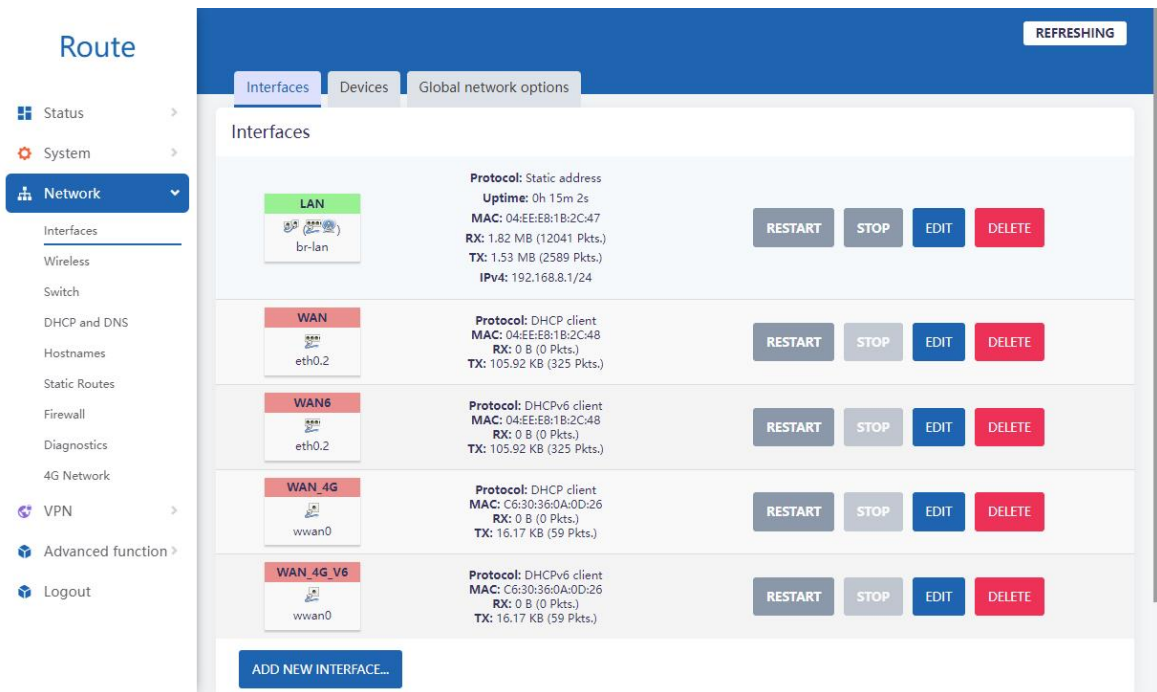 Route
REFRESHING
Interfaces Devices Global network options
Status
System
Network
Interfaces
Wireless
Switch
DHCP and DNS
Hostnames
Static Routes
Firewall
Diagnostics
4G Network
VPN
Advanced function
Logout
Interfaces
LAN
br-lan
Protocol: Static address
Uptime: 0h 15m 2s
MAC: 04:EE:E8:1B:2C:47
RX: 1.82 MB (12041 Pkts.)
TX: 1.53 MB (2589 Pkts.)
IPv4: 192.168.8.1/24
RESTART STOP EDIT DELETE
WAN
eth0.2
Protocol: DHCP client
MAC: 04:EE:E8:1B:2C:48
RX: 0 B (0 Pkts.)
TX: 105.92 KB (325 Pkts.)
RESTART STOP EDIT DELETE
WAN6
eth0.2
Protocol: DHCPv6 client
MAC: 04:EE:E8:1B:2C:48
RX: 0 B (0 Pkts.)
TX: 105.92 KB (325 Pkts.)
RESTART STOP EDIT DELETE
WAN_4G
wwan0
Protocol: DHCP client
MAC: C6:30:36:0A:0D:26
RX: 0 B (0 Pkts.)
TX: 16.17 KB (59 Pkts.)
RESTART STOP EDIT DELETE
WAN_4G_V6
wwan0
Protocol: DHCPv6 client
MAC: C6:30:36:0A:0D:26
RX: 0 B (0 Pkts.)
TX: 16.17 KB (59 Pkts.)
RESTART STOP EDIT DELETE
ADD NEW INTERFACE...